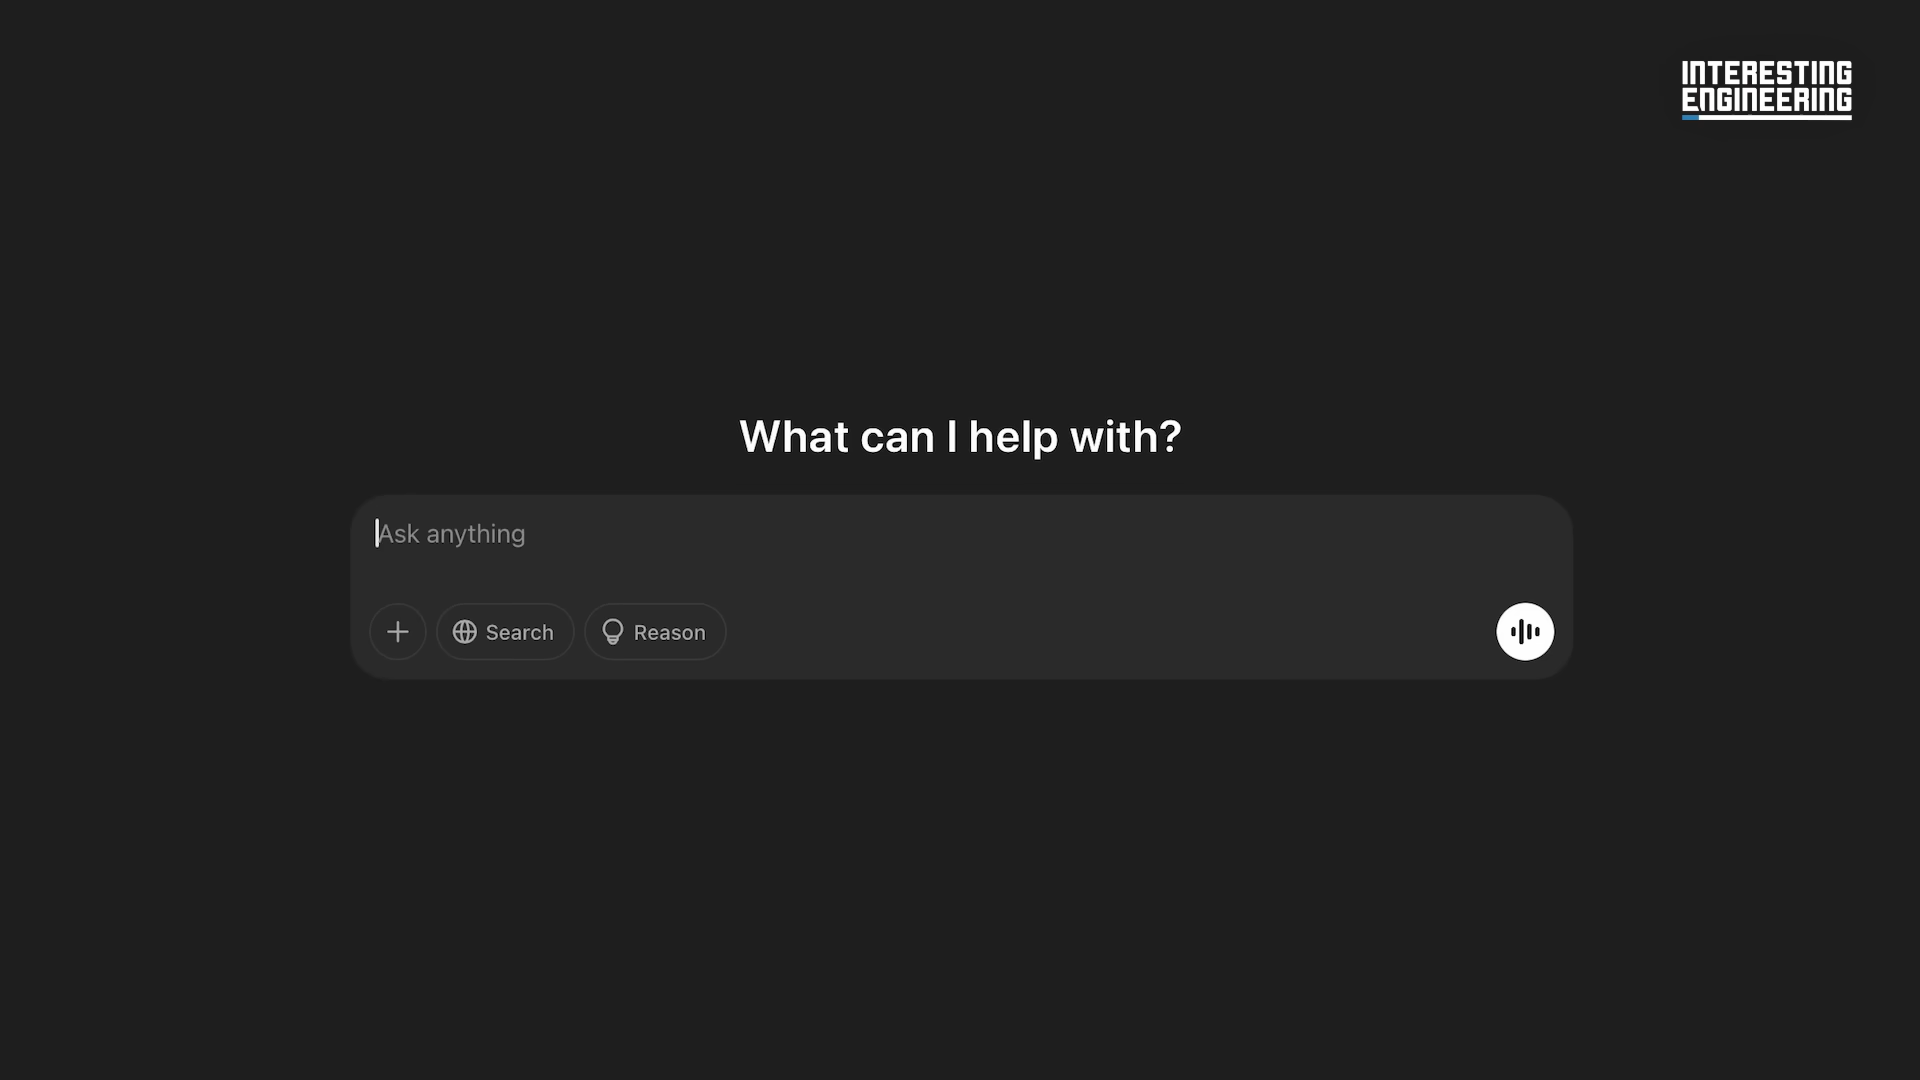 INTERESTING
ENGINEERING
What can I help with?
Ask anything
Search
Reason